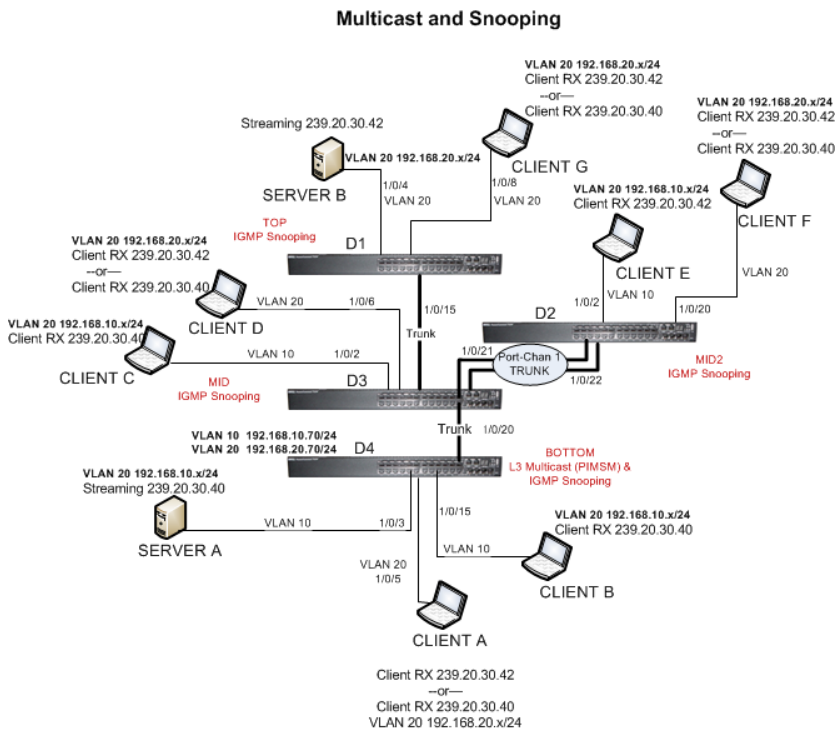 Multicast and Snooping
VLAN 20 192.168.20.x/24
Client RX 239.20.30.42
--or—
Client RX 239.20.30.40
VLAN 20 192.168.20.x/24
Client RX 239.20.30.42
--or—
Client RX 239.20.30.40
Streaming 239.20.30.42
VLAN 20 192.168.20.x/24
SERVER B
1/0/4
VLAN 20
CLIENT G
1/0/8
VLAN 20
VLAN 20 192.168.10.x/24
Client RX 239.20.30.42
CLIENT F
TOP
IGMP Snooping
D1
CLIENT E
VLAN 20
VLAN 20 192.168.20.x/24
Client RX 239.20.30.42
--or—
Client RX 239.20.30.40
CLIENT D
VLAN 20
1/0/6
1/0/15
Trunk
1/0/2
VLAN 10
1/0/20
D2
VLAN 20 192.168.10.x/24
Client RX 239.20.30.40
CLIENT C
VLAN 10
1/0/2
1/0/21
Port-Chan 1
TRUNK
1/0/22
MID2
IGMP Snooping
MID
IGMP Snooping
D3
Trunk
1/0/20
VLAN 10 192.168.10.70/24
VLAN 20 192.168.20.70/24
D4
BOTTOM
L3 Multicast (PIMSM) &
IGMP Snooping
VLAN 20 192.168.10.x/24
Streaming 239.20.30.40
SERVER A
VLAN 10
1/0/3
1/0/15
VLAN 10
VLAN 20 192.168.10.x/24
Client RX 239.20.30.40
CLIENT B
VLAN 20
1/0/5
CLIENT A
Client RX 239.20.30.42
--or—
Client RX 239.20.30.40
VLAN 20 192.168.20.x/24